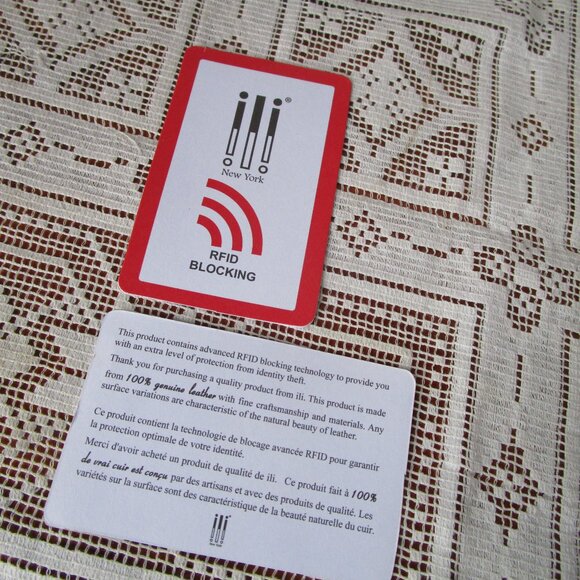 ili®
New York
RFID
BLOCKING
This product contains advanced RFID blocking technology to provide you
with an extra level of protection from identity theft.
Thank you for purchasing a quality product from ili. This product is made
from 100% genuine leather with fine craftsmanship and materials. Any
surface variations are characteristic of the natural beauty of leather.
Ce produit contient la technologie de blocage avancée RFID pour garantir
la protection optimale de votre identité.
Merci d'avoir acheté un produit de qualité de ili. Ce produit fait à 100%
de vrai cuir est conçu par des artisans et avec des produits de qualité. Les
variétés sur la surface sont des caractéristique de la beauté naturelle du cuir.
ili
New York